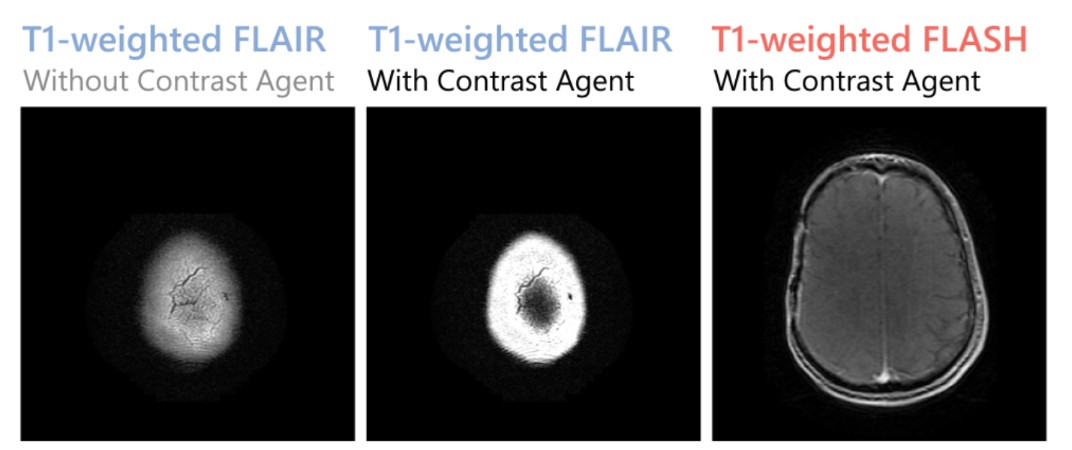 T1-weighted FLAIR
Without Contrast Agent
T1-weighted FLAIR
With Contrast Agent
T1-weighted FLASH
With Contrast Agent